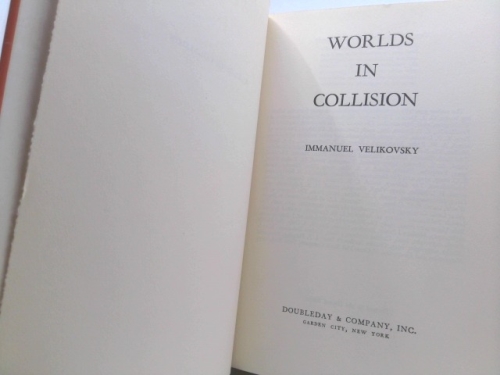 WORLDS
IN
COLLISION
IMMANUEL VELIKOVSKY
DOUBLEDAY & COMPANY, INC.
GARDEN CITY, NEW YORK